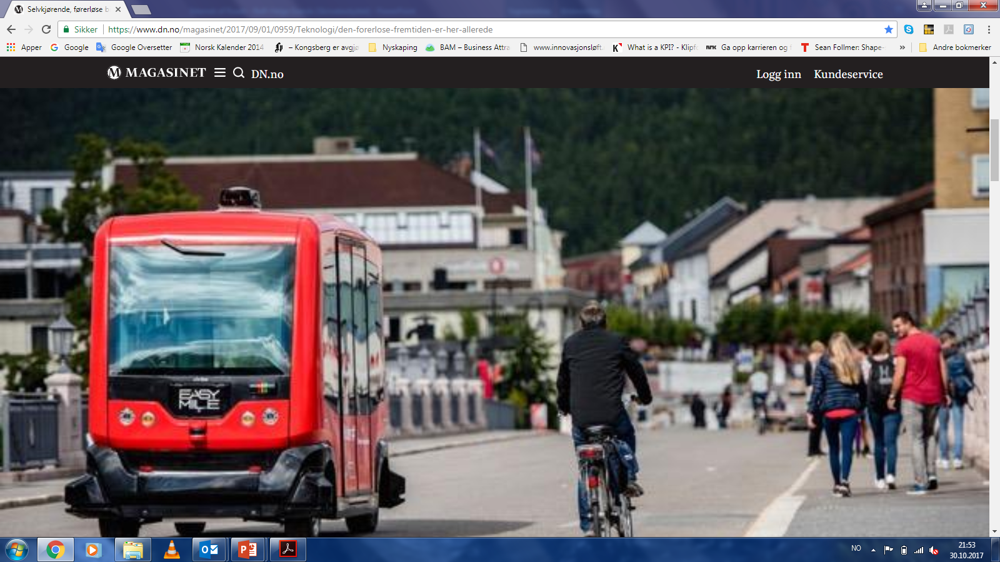 Selvkjørende, førerløse b
Sikker
https://www.dn.no/magasinet/2017/09/01/0959/Teknologi/den-forerlose-fremtiden-er-her-allerede
Apper
Google
Google Oversetter
Norsk Kalender 2014
– Kongsberg er avgjø
Nyskaping
BAM – Business Attra
www.innovasjonsløft.
What is a KPI? - Klipfo
nrk
Ga opp karrieren og f
Sean Follmer: Shape-
»
Andre bokmerker
M MAGASINET
DN.no
Logg inn
Kundeservice
EASY
MILE
NO
21:53
30.10.2017